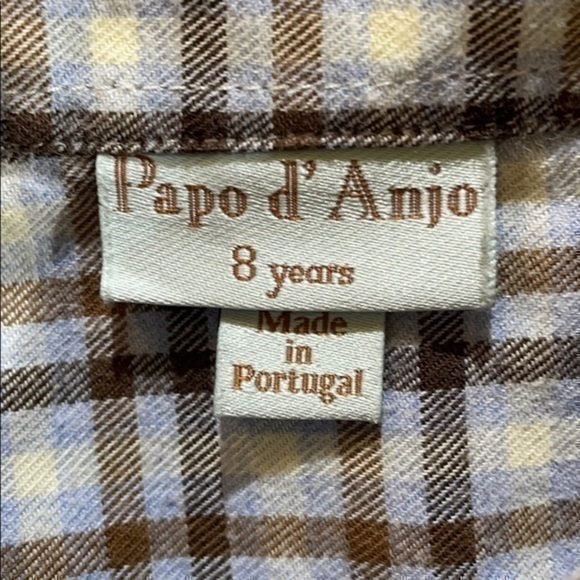 Papo d' Anjo
8 years
Made
in
Portugal